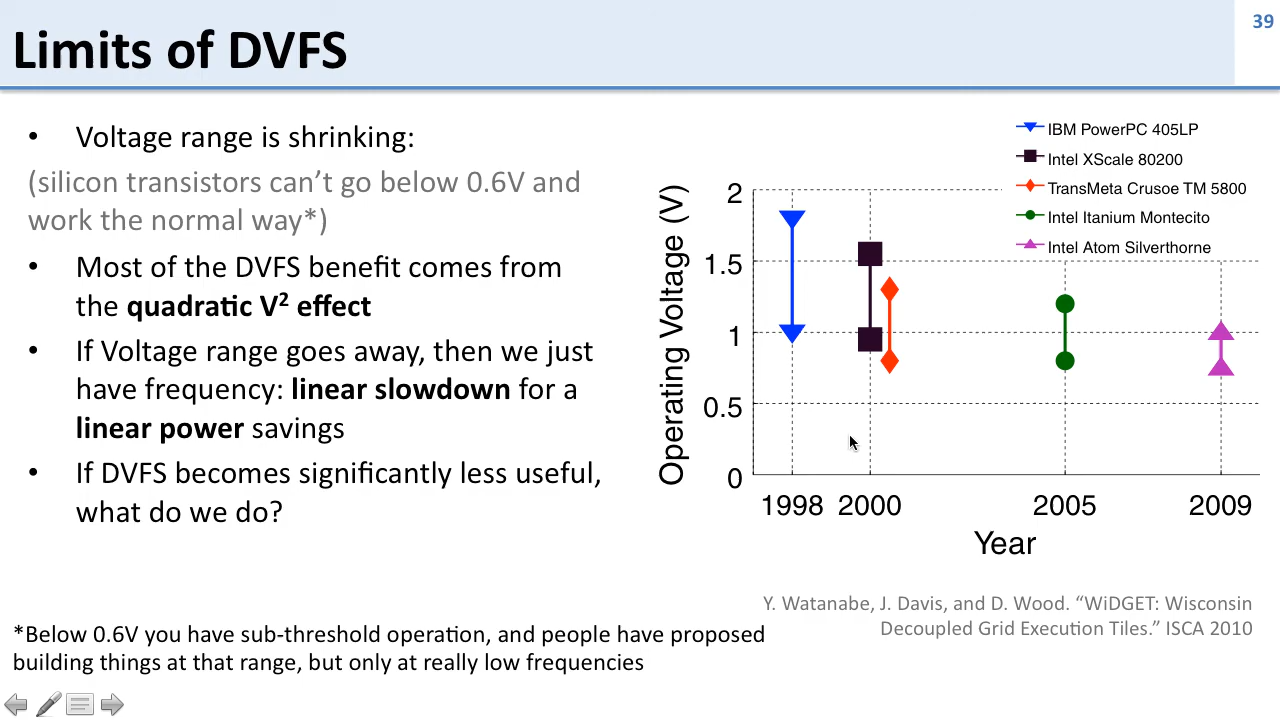 39
Limits of DVFS
• Voltage range is shrinking:
(silicon transistors can’t go below 0.6V and
work the normal way*)
• Most of the DVFS benefit comes from
the quadratic V² effect
• If Voltage range goes away, then we just
have frequency: linear slowdown for a
linear power savings
• If DVFS becomes significantly less useful,
what do we do?
*Below 0.6V you have sub-threshold operation, and people have proposed
building things at that range, but only at really low frequencies
IBM PowerPC 405LP
Intel XScale 80200
TransMeta Crusoe TM 5800
Intel Itanium Montecito
Intel Atom Silverthorne
Operating Voltage (V)
2
1.5
1
0.5
0
1998 2000 2005 2009
Year
Y. Watanabe, J. Davis, and D. Wood. “WiDGET: Wisconsin
Decoupled Grid Execution Tiles.” ISCA 2010